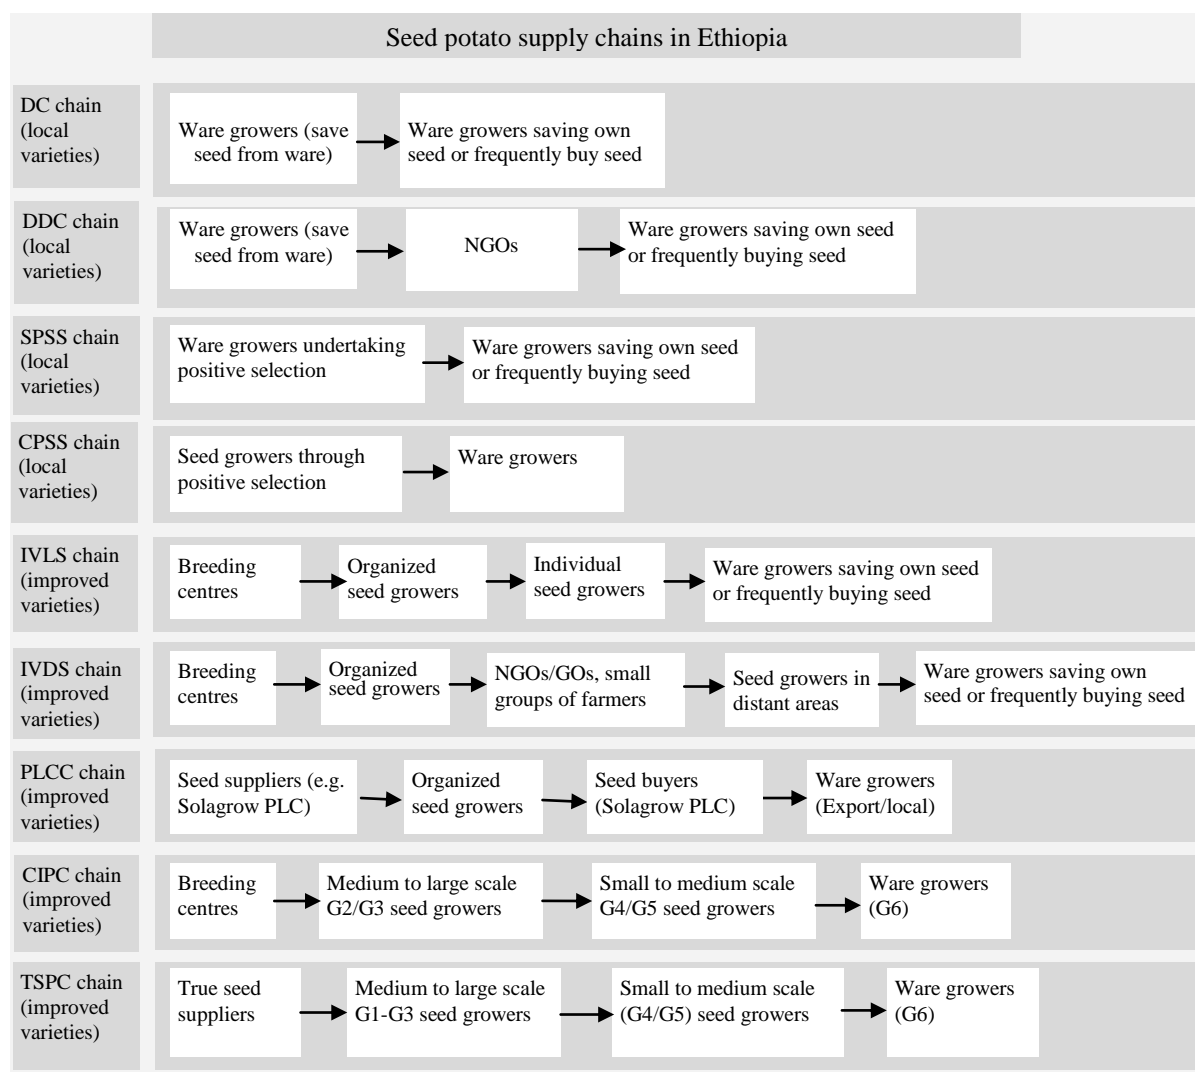 Seed potato supply chains in Ethiopia
DC chain
(local
varieties)
Ware growers (save
seed from ware)
Ware growers saving own
seed or frequently buy seed
DDC chain
(local
varieties)
Ware growers (save
seed from ware)
NGOs
Ware growers saving own seed
or frequently buying seed
SPSS chain
(local
varieties)
Ware growers undertaking
positive selection
Ware growers saving own seed
or frequently buying seed
CPSS chain
(local
varieties)
Seed growers through
positive selection
Ware growers
IVLS chain
(improved
varieties)
Breeding
centres
Organized
seed growers
Individual
seed growers
Ware growers saving own seed
or frequently buying seed
IVDS chain
(improved
varieties)
Breeding
centres
Organized
seed growers
NGOs/GOs, small
groups of farmers
Seed growers in
distant areas
Ware growers saving own
seed or frequently buying seed
PLCC chain
(improved
varieties)
Seed suppliers (e.g.
Solagrow PLC)
Organized
seed growers
Seed buyers
(Solagrow PLC)
Ware growers
(Export/local)
CIPC chain
(improved
varieties)
Breeding
centres
Medium to large scale
G2/G3 seed growers
Small to medium scale
G4/G5 seed growers
Ware growers
(G6)
TSPC chain
(improved
varieties)
True seed
suppliers
Medium to large scale
G1-G3 seed growers
Small to medium scale
(G4/G5) seed growers
Ware growers
(G6)